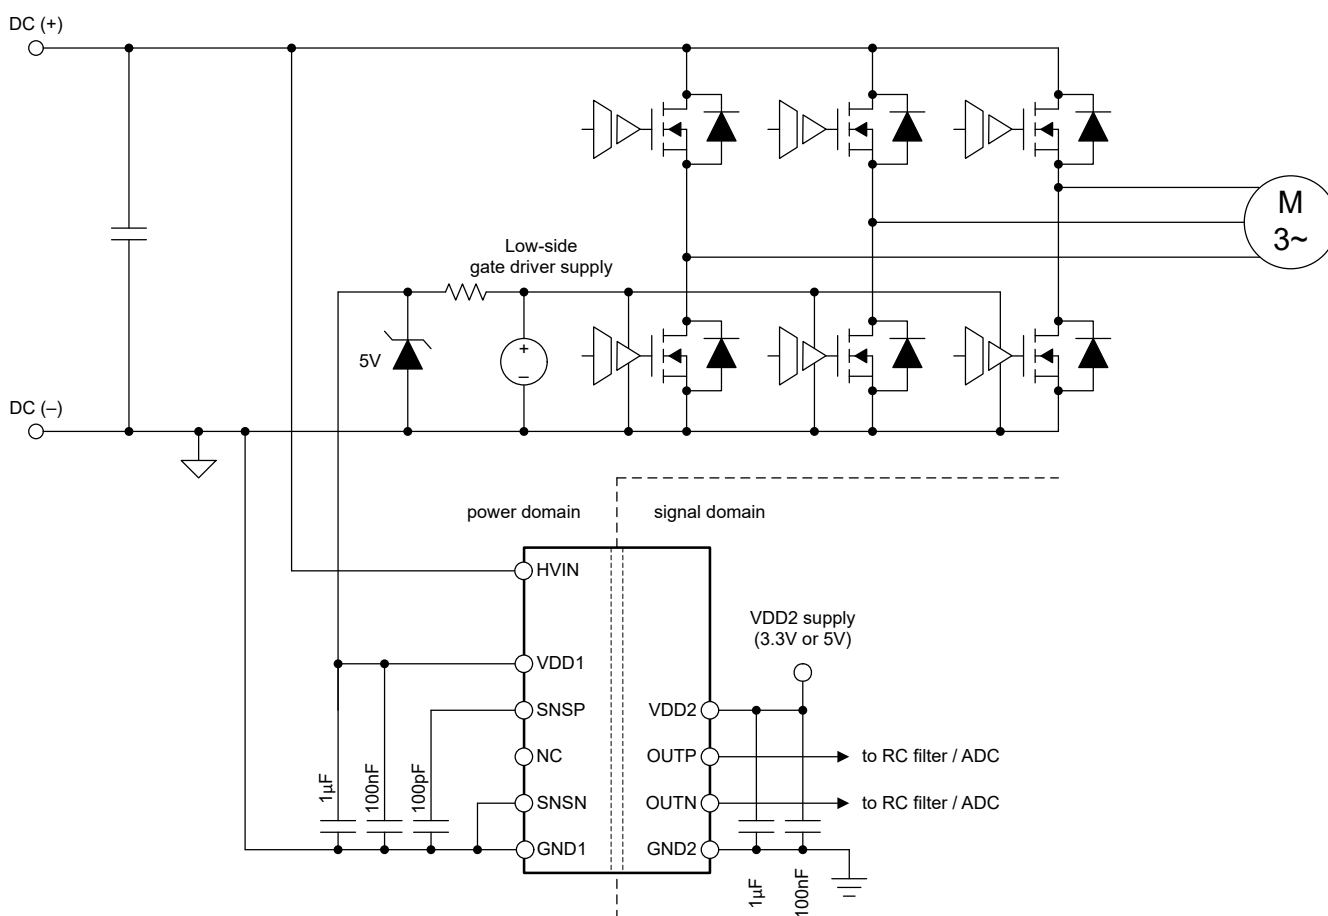 DC (+)
M
3~
Low-side
gate driver supply
5V
+
–
DC (–)
power domain
signal domain
HVIN
VDD2 supply
(3.3V or 5V)
VDD1
SNSP
VDD2
NC
OUTP
to RC filter / ADC
1µF
100nF
100pF
SNSN
OUTN
to RC filter / ADC
GND1
GND2
1µF
100nF